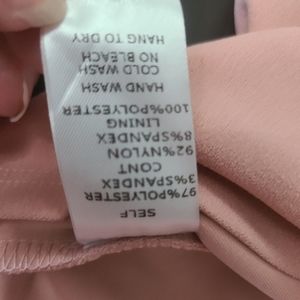 SELF
97%POLYESTER
3%SPANDEX
CONT
92%NYLON
8%SPANDEX
LINING
100%POLYESTER
HAND WASH
COLD WASH
NO BLEACH
HANG TO DRY